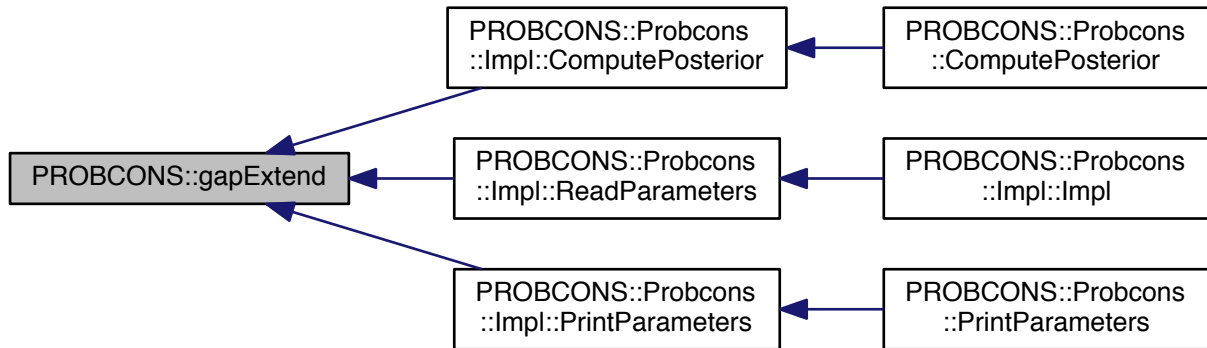 PROBCONS::Probcons
::Impl::ComputePosterior
PROBCONS::Probcons
::ComputePosterior
PROBCONS::gapExtend
PROBCONS::Probcons
::Impl::ReadParameters
PROBCONS::Probcons
::Impl::Impl
PROBCONS::Probcons
::Impl::PrintParameters
PROBCONS::Probcons
::PrintParameters